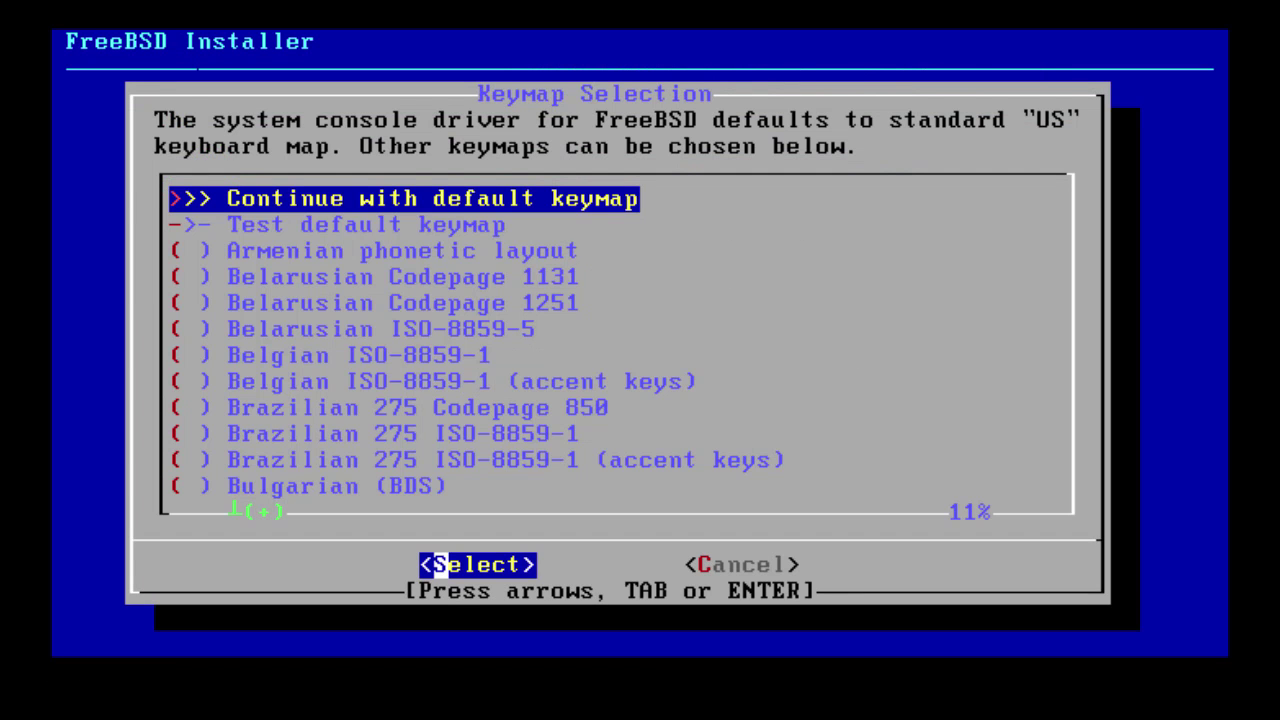 FreeBSD Installer
Keymap Selection
The system console driver for FreeBSD defaults to standard "US"
keyboard map. Other keymaps can be chosen below.
>>> Continue with default keymap
->- Test default keymap
( ) Armenian phonetic layout
( ) Belarusian Codepage 1131
( ) Belarusian Codepage 1251
( ) Belarusian ISO-8859-5
( ) Belgian ISO-8859-1
( ) Belgian ISO-8859-1 (accent keys)
( ) Brazilian 275 Codepage 850
( ) Brazilian 275 ISO-8859-1
( ) Brazilian 275 ISO-8859-1 (accent keys)
( ) Bulgarian (BDS)
┴(+) 11%
<Select> <Cancel>
[Press arrows, TAB or ENTER]